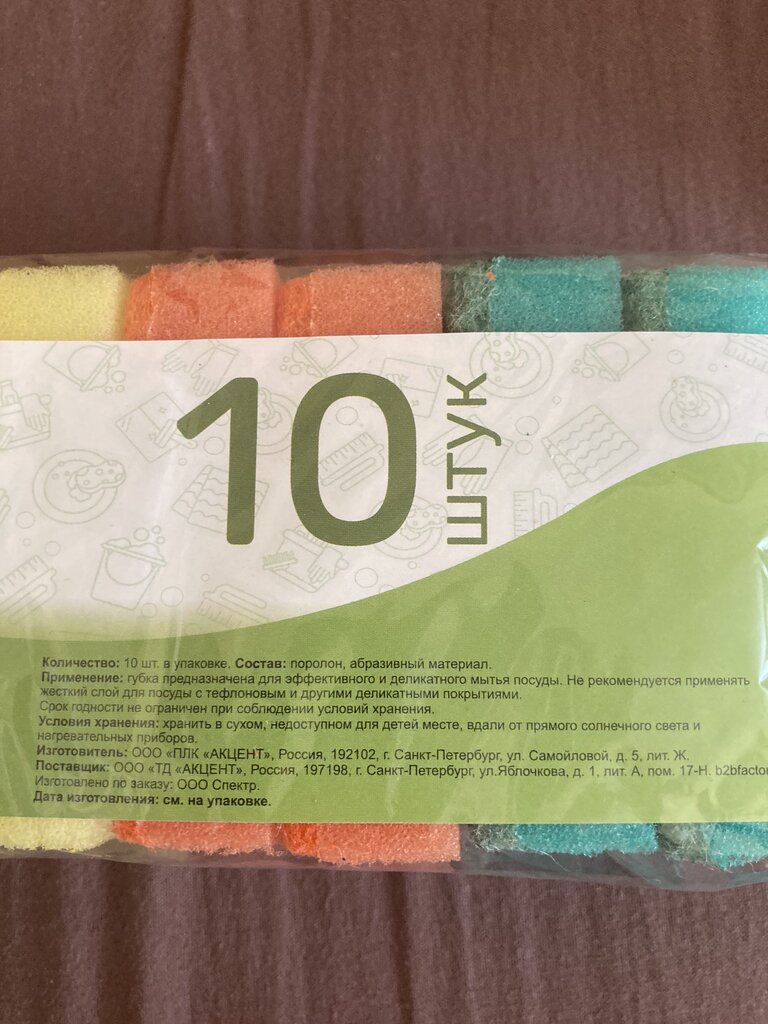 10
ШТУК
Количество: 10 шт. в упаковке. Состав: поролон, абразивный материал.
Применение: губка предназначена для эффективного и деликатного мытья посуды. Не рекомендуется применять
жесткий слой для посуды с тефлоновым и другими деликатными покрытиями.
Срок годности не ограничен при соблюдении условий хранения.
Условия хранения: хранить в сухом, недоступном для детей месте, вдали от прямого солнечного света и
нагревательных приборов.
Изготовитель: ООО «ПЛК «АКЦЕНТ», Россия, 192102, г. Санкт-Петербург, ул. Самойловой, д. 5, лит. Ж.
Поставщик: ООО «ТД «АКЦЕНТ», Россия, 197198, г. Санкт-Петербург, ул.Яблочкова, д. 1, лит. А, пом. 17-Н.
Изготовлено по заказу: ООО Спектр.
Дата изготовления: см. на упаковке.